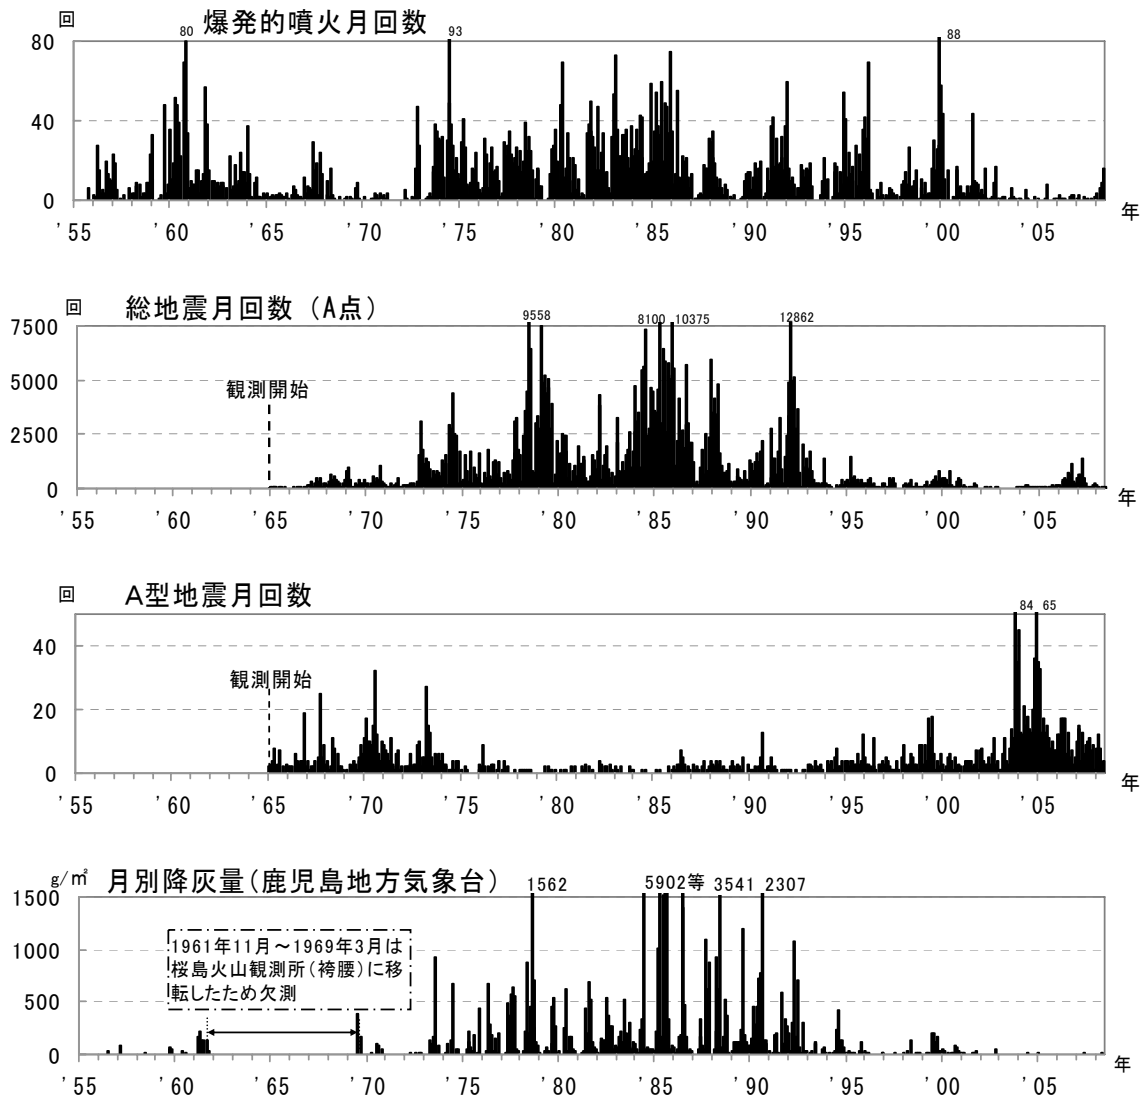 回 爆発的噴火月回数
80 93 88
80
40
0
'55 '60 '65 '70 '75 '80 '85 '90 '95 '00 '05 年
回 総地震月回数 (A点)
9558 8100 10375 12862
7500
5000
2500
0
観測開始
'55 '60 '65 '70 '75 '80 '85 '90 '95 '00 '05 年
回 A型地震月回数
84 65
40
20
0
観測開始
'55 '60 '65 '70 '75 '80 '85 '90 '95 '00 '05 年
g/㎡ 月別降灰量(鹿児島地方気象台)
1562 5902等 3541 2307
1500
1000
500
0
1961年11月～1969年3月は
桜島火山観測所(袴腰)に移
転したため欠測
'55 '60 '65 '70 '75 '80 '85 '90 '95 '00 '05 年